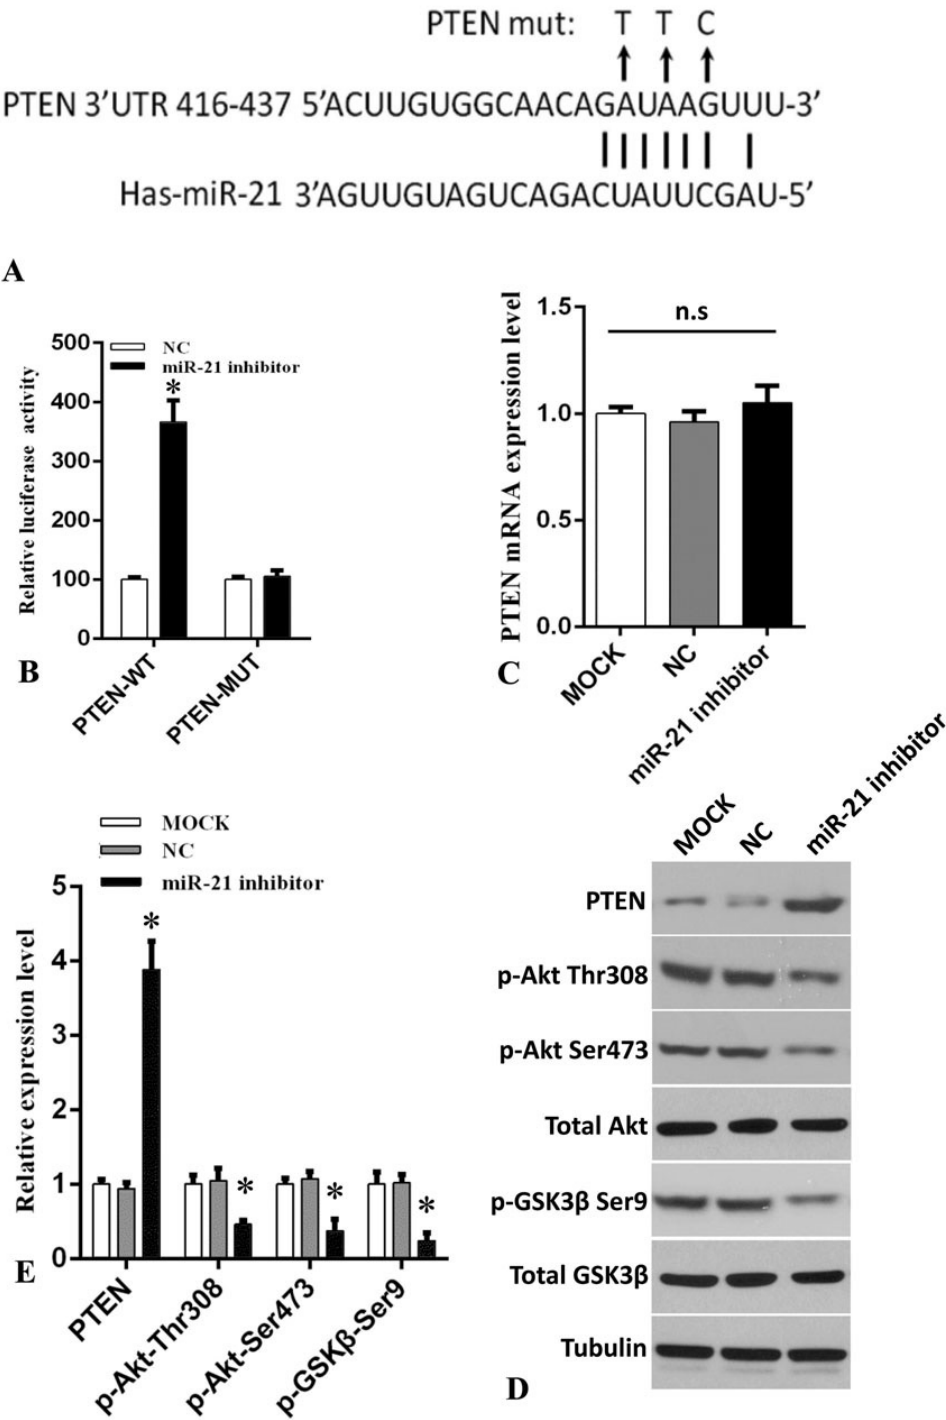 PTEN mut: T T C
PTEN 3’UTR 416-437 5’ACUUGUGGCAACAGAUAAGUUU-3’
Has-miR-21 3’AGUUGUAGUCAGACUAUUCGAU-5’
A
Relative luciferase activity
500
400
300
200
100
0
NC
miR-21 inhibitor
*
PTEN-WT
PTEN-MUT
B
PTEN mRNA expression level
1.5
1.0
0.5
0.0
n.s
MOCK
NC
miR-21 inhibitor
C
MOCK
NC
miR-21 inhibitor
Relative expression level
5
4
3
2
1
0
*
*
*
*
PTEN
p-Akt-Thr308
p-Akt-Ser473
p-GSKβ-Ser9
E
MOCK
NC
miR-21 inhibitor
PTEN
p-Akt Thr308
p-Akt Ser473
Total Akt
p-GSK3β Ser9
Total GSK3β
Tubulin
D